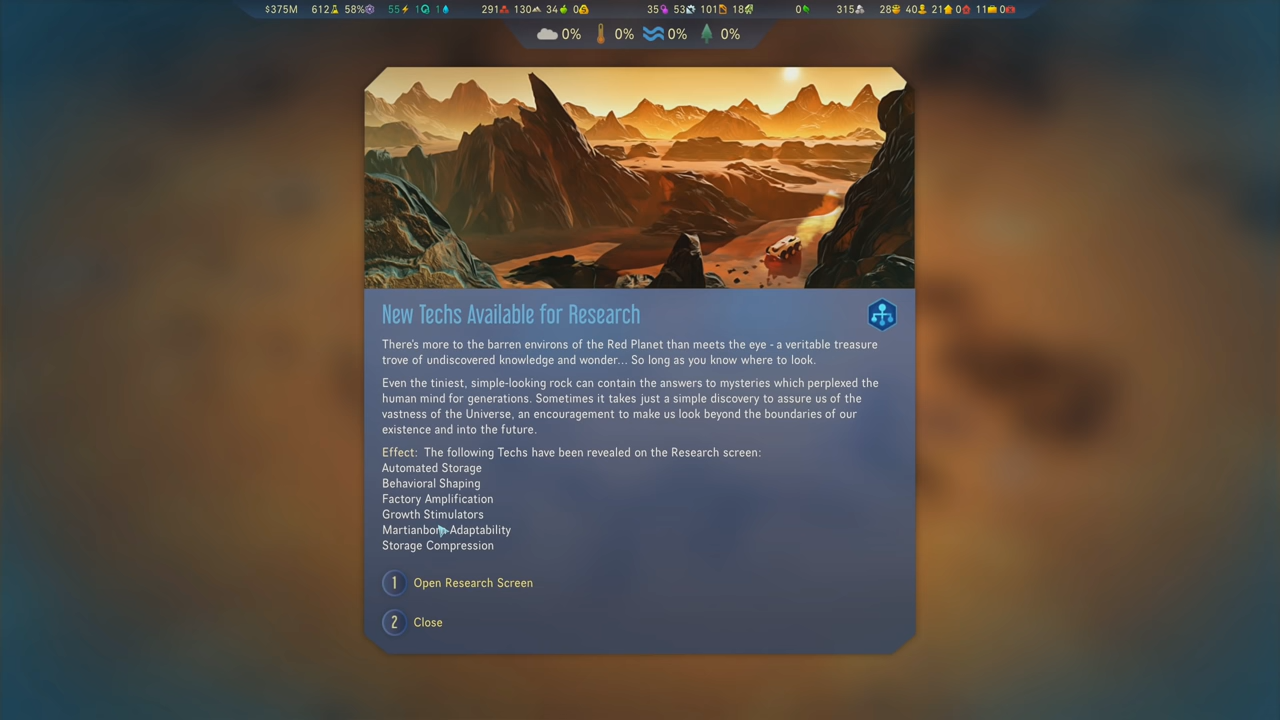 $375M 612 58% 55 1 1 291 130 34 0 35 53 101 18 0 315 28 40 21 0 11 0
0% 0% 0% 0%
New Techs Available for Research
There's more to the barren environs of the Red Planet than meets the eye - a veritable treasure
trove of undiscovered knowledge and wonder... So long as you know where to look.
Even the tiniest, simple-looking rock can contain the answers to mysteries which perplexed the
human mind for generations. Sometimes it takes just a simple discovery to assure us of the
vastness of the Universe, an encouragement to make us look beyond the boundaries of our
existence and into the future.
Effect: The following Techs have been revealed on the Research screen:
Automated Storage
Behavioral Shaping
Factory Amplification
Growth Stimulators
Martianborn Adaptability
Storage Compression
1 Open Research Screen
2 Close